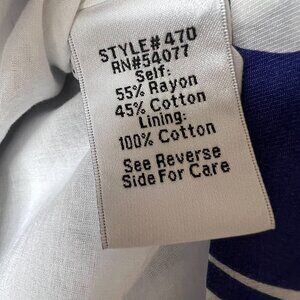 STYLE# 470
RN#54077
Self:
55% Rayon
45% Cotton
Lining:
100% Cotton
See Reverse
Side For Care